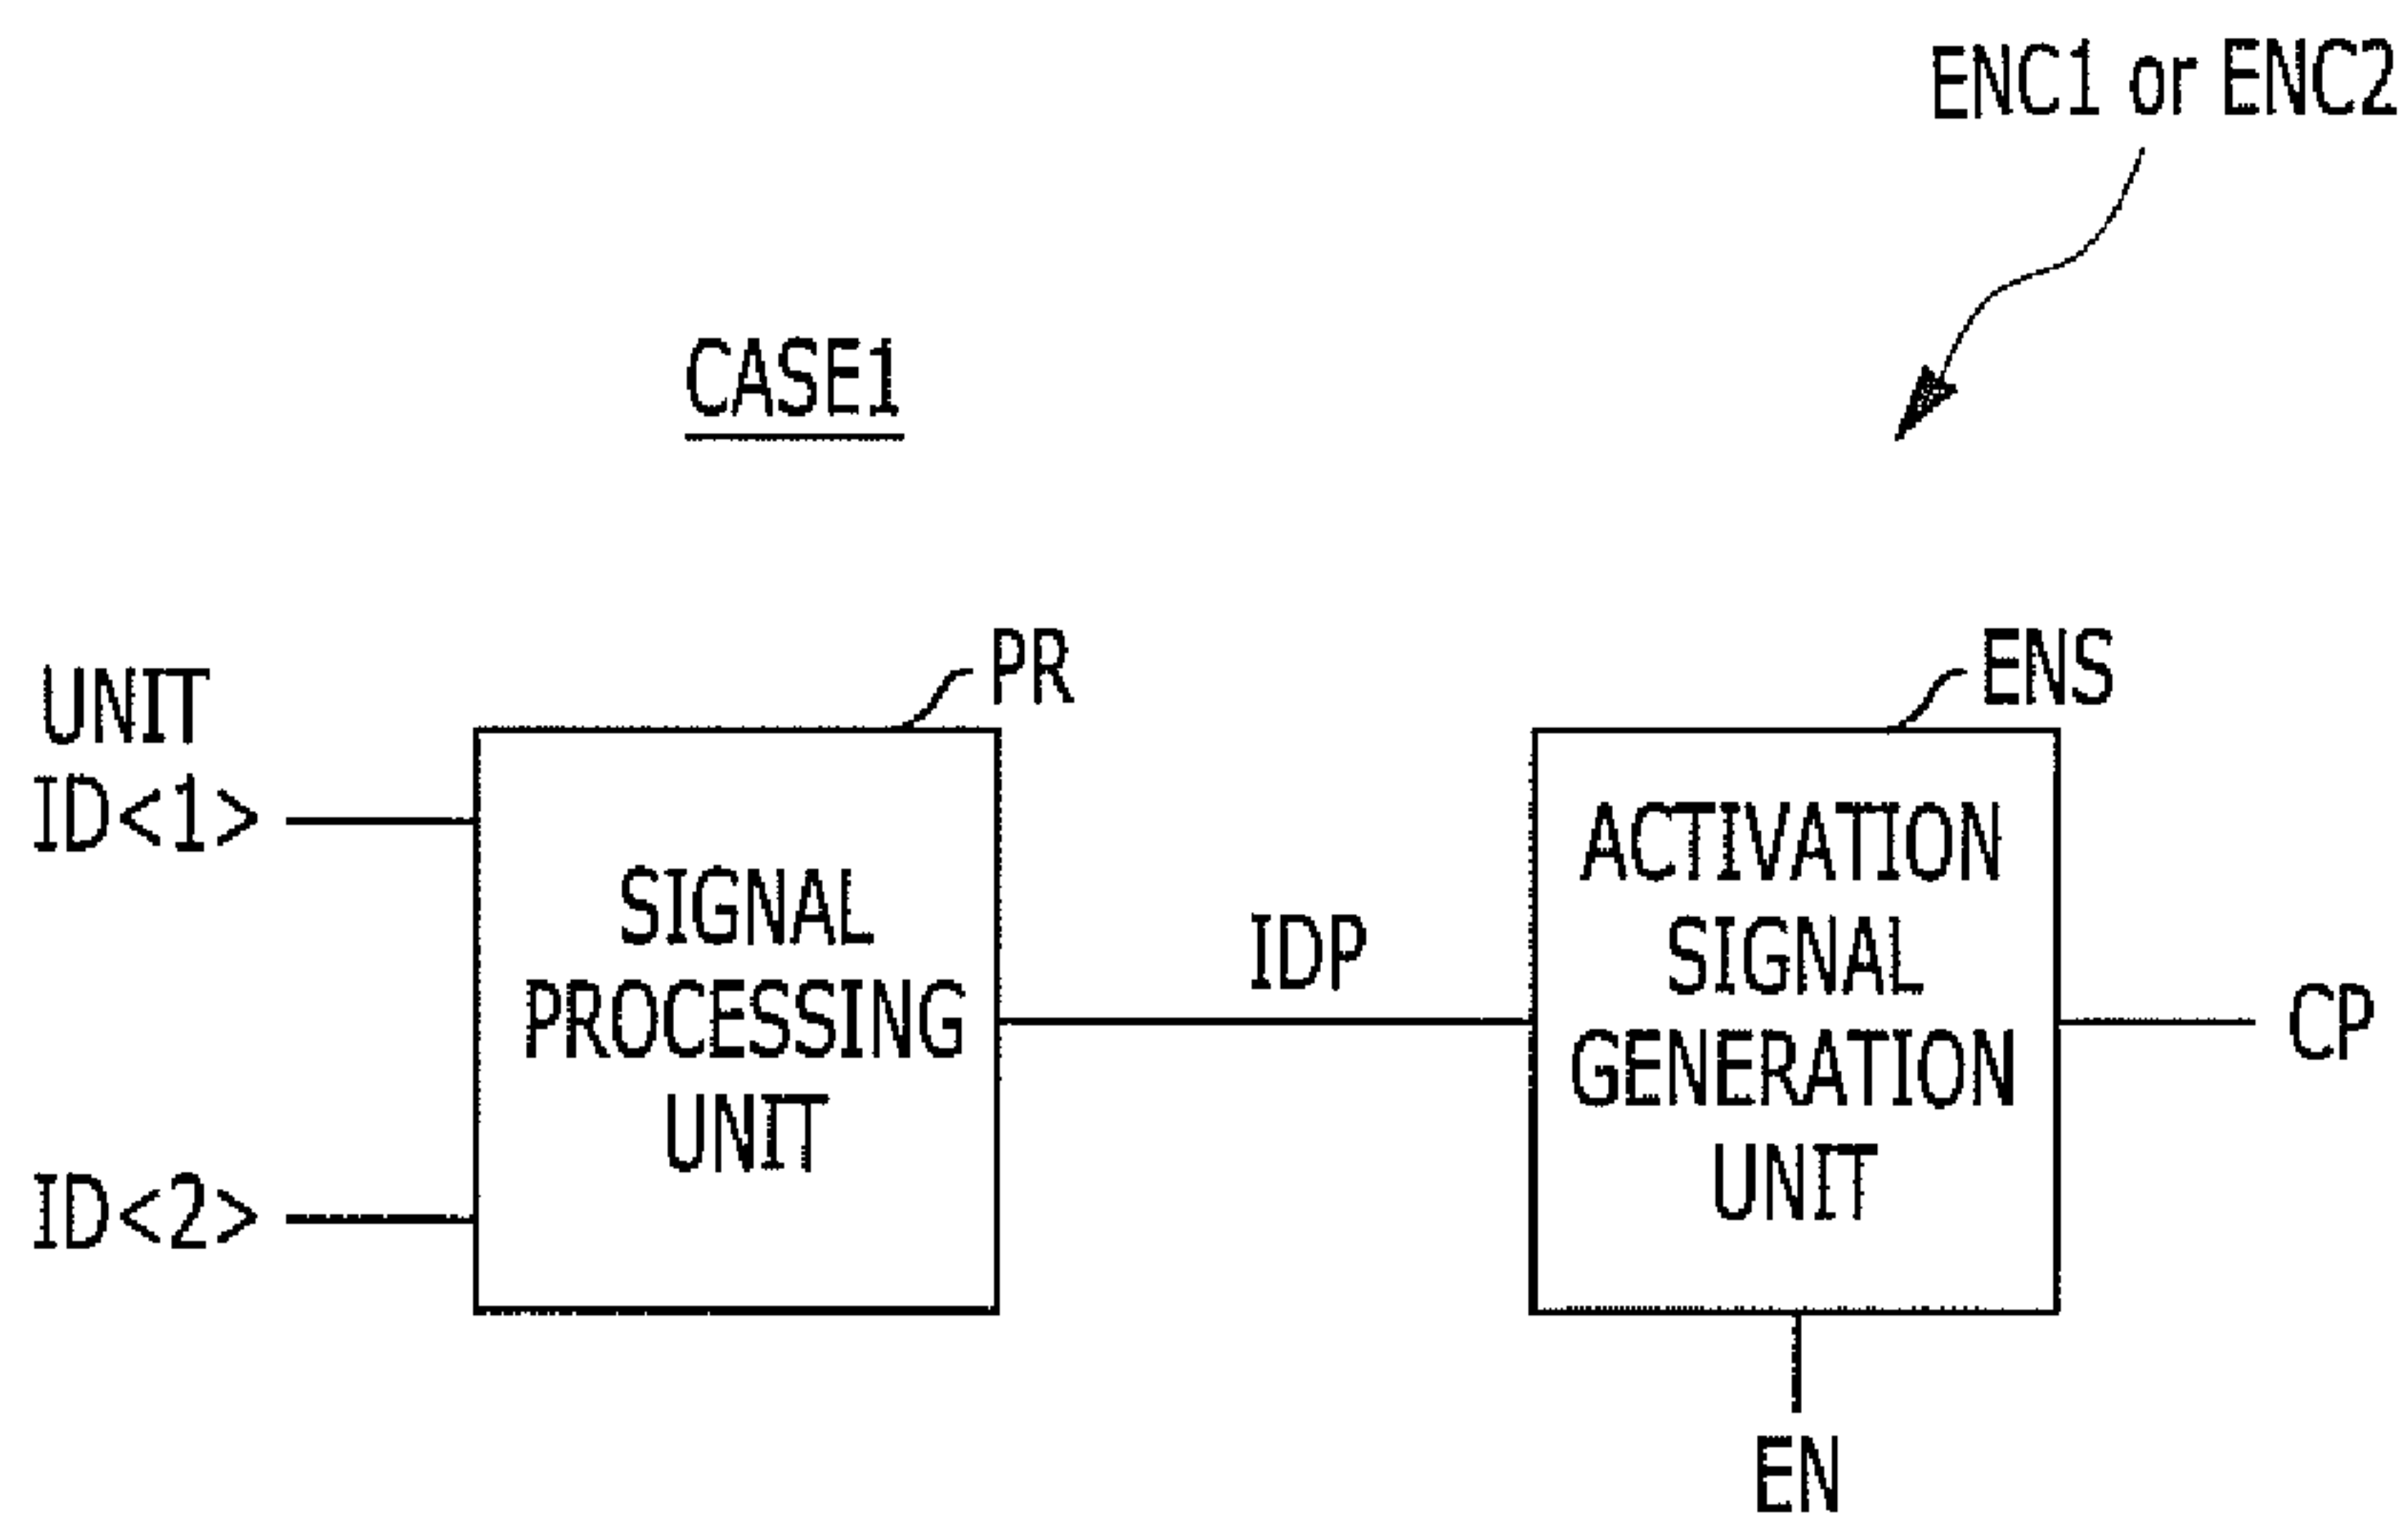 ENC1 or ENC2
CASE1
PR
ENS
UNIT
ID<1>
SIGNAL
PROCESSING
UNIT
ID<2>
IDP
ACTIVATION
SIGNAL
GENERATION
UNIT
CP
EN